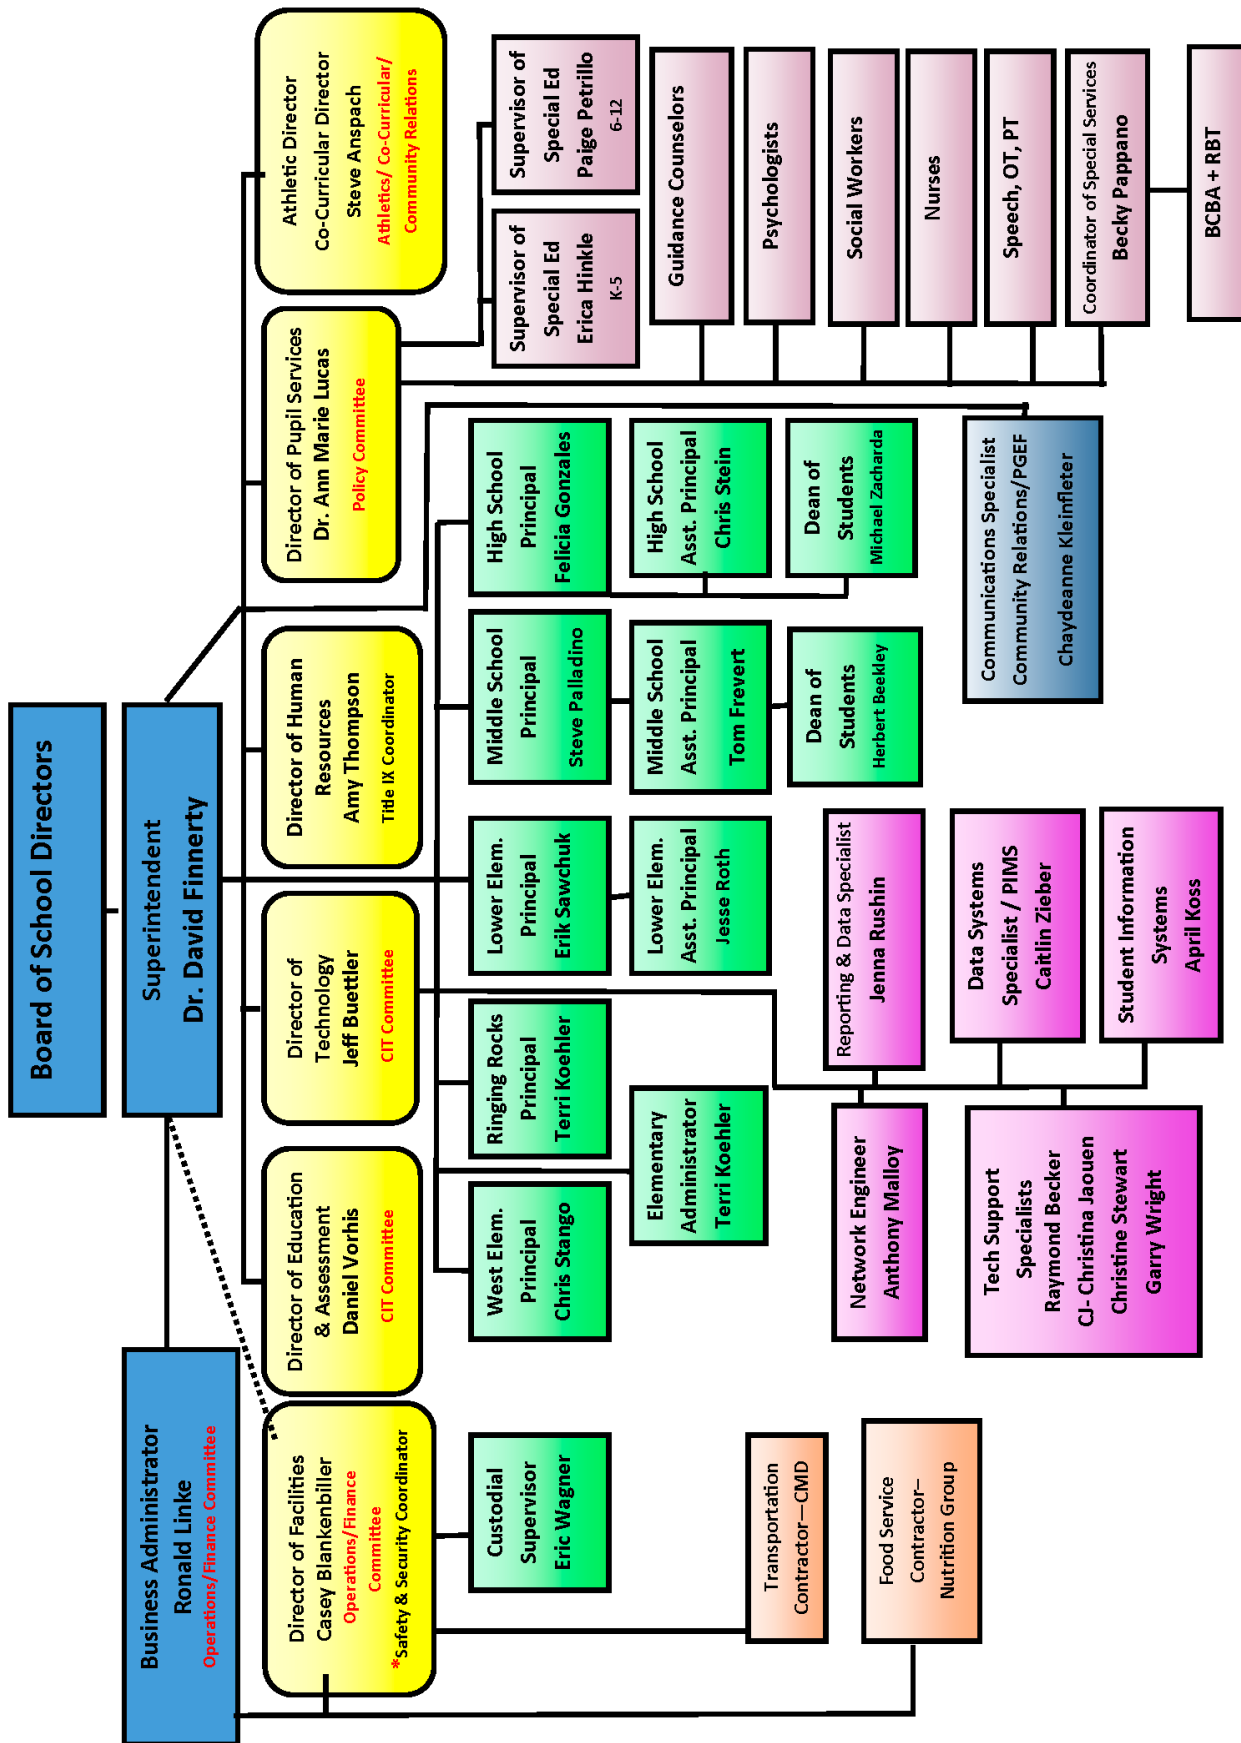 Board of School Directors
Superintendent
Dr. David Finnerty
Business Administrator
Ronald Linke
Operations/Finance Committee
Director of Facilities
Casey Blankenbiller
Operations/Finance
Committee
*Safety & Security Coordinator
Director of Education
& Assessment
Daniel Vorhis
CIT Committee
Director of
Technology
Jeff Buettler
CIT Committee
Director of Human
Resources
Amy Thompson
Title IX Coordinator
Director of Pupil Services
Dr. Ann Marie Lucas
Policy Committee
Athletic Director
Co-Curricular Director
Steve Anspach
Athletics/ Co-Curricular/
Community Relations
Custodial
Supervisor
Eric Wagner
West Elem.
Principal
Chris Stango
Ringing Rocks
Principal
Terri Koehler
Lower Elem.
Principal
Erik Sawchuk
Middle School
Principal
Steve Palladino
High School
Principal
Felicia Gonzales
Supervisor of
Special Ed
Erica Hinkle
K-5
Supervisor of
Special Ed
Paige Petrillo
6-12
Elementary
Administrator
Terri Koehler
Lower Elem.
Asst. Principal
Jesse Roth
Middle School
Asst. Principal
Tom Frevert
High School
Asst. Principal
Chris Stein
Guidance Counselors
Transportation
Contractor—CMD
Dean of
Students
Herbert Beekley
Dean of
Students
Michael Zacharda
Psychologists
Network Engineer
Anthony Malloy
Reporting & Data Specialist
Jenna Rushin
Social Workers
Food Service
Contractor–
Nutrition Group
Nurses
Tech Support
Specialists
Raymond Becker
CJ- Christina Jaouen
Christine Stewart
Garry Wright
Data Systems
Specialist / PIMS
Caitlin Zieber
Communications Specialist
Community Relations/PGEF
Chaydeanne Kleinfleter
Speech, OT, PT
Student Information
Systems
April Koss
Coordinator of Special Services
Becky Pappano
BCBA + RBT